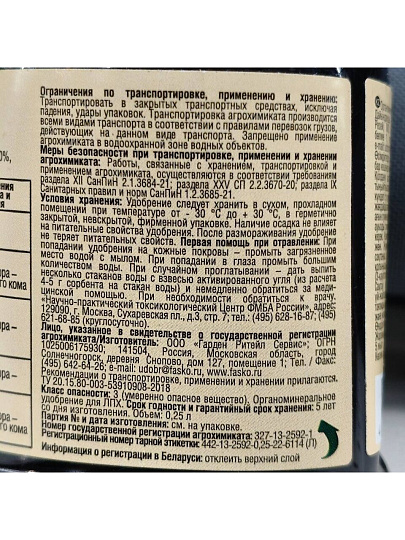 Ограничения по транспортировке, применению и хранению:
Транспортировать в закрытых транспортных средствах, исключая
падения, удары упаковок. Транспортировка агрохимиката производится
всеми видами транспорта в соответствии с правилами перевозок грузов,
действующих на данном виде транспорта. Запрещено применение
агрохимиката в водоохранной зоне водных объектов.
Меры безопасности при транспортировке, применении и хранении
агрохимиката: Работы, связанные с хранением, транспортировкой и
применением агрохимиката, осуществляются в соответствии требования
раздела XII СанПиН 2.1.3684-21; раздела XXV СП 2.2.3670-20; раздела IX
Санитарных правил и норм СанПиН 1.2.3685-21.
Условия хранения: Удобрение следует хранить в сухом, прохладном
помещении при температуре от - 30 °С до + 30 °С, в герметично
закрытой, невскрытой, фирменной упаковке. Наличие осадка не влияет
на питательные свойства удобрения. После размораживания удобрение
не теряет питательных свойств. Первая помощь при отравлении: При
попадании удобрения на кожные покровы – промыть загрязненное
место водой с мылом. При попадании в глаза промыть большим
количеством воды. При случайном проглатывании – дать выпить
несколько стаканов воды с взвесью активированного угля (из расчета
4-5 г. сорбента на стакан воды) и немедленно обратиться за меди-
цинской помощью. При необходимости обратиться к врачу.
«Научно-практический токсикологический Центр ФМБА России»,
129090, г. Москва, Сухаревская пл., д.3, стр. 7; тел.: (495) 628-16-87; (495)
621-68-85 (круглосуточно).
Лицо, указанное в свидетельстве о государственной регистрации
агрохимиката/Изготовитель: ООО «Гарден Ритейл Сервис»; ОГРН
1025006175930; 141504, Россия, Московская область, город
Солнечногорск, деревня Сноповo, дом 127, помещение 1; Тел. / Факс:
(495) 642-64-26; e-mail: udobr@fasko.ru, www.fasko.ru
Рекомендации о транспортировке, применении и хранении прилагаются.
ТУ 20.15.80-003-53910908-2018
Класс опасности: 3 (умеренно опасное вещество). Органоминеральное
удобрение для ЛПХ. Срок годности и гарантийный срок хранения: 5 лет
со дня изготовления. Объем: 0,25 л
Партия № и дата изготовления: см. на упаковке.
Номер государственной регистрации агрохимиката: 327-13-2592-1
Регистрационный номер тарной этикетки: 442-13-2592-0,25-22-6114 (Л)
Информация о регистрации в Беларуси: отклеить верхний слой